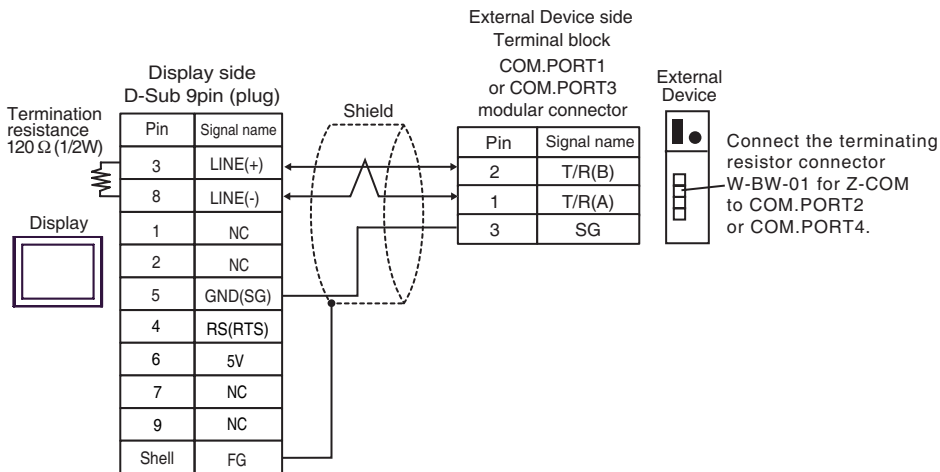 External Device side
Terminal block
COM.PORT1
or COM.PORT3
modular connector
Display side
D-Sub 9pin (plug)
Shield
External
Device
Termination
resistance
120 Ω (1/2W)
Pin Signal name
3 LINE(+)
8 LINE(-)
1 NC
2 NC
5 GND(SG)
4 RS(RTS)
6 5V
7 NC
9 NC
Shell FG
Display
Pin Signal name
2 T/R(B)
1 T/R(A)
3 SG
Connect the terminating
resistor connector
W-BW-01 for Z-COM
to COM.PORT2
or COM.PORT4.